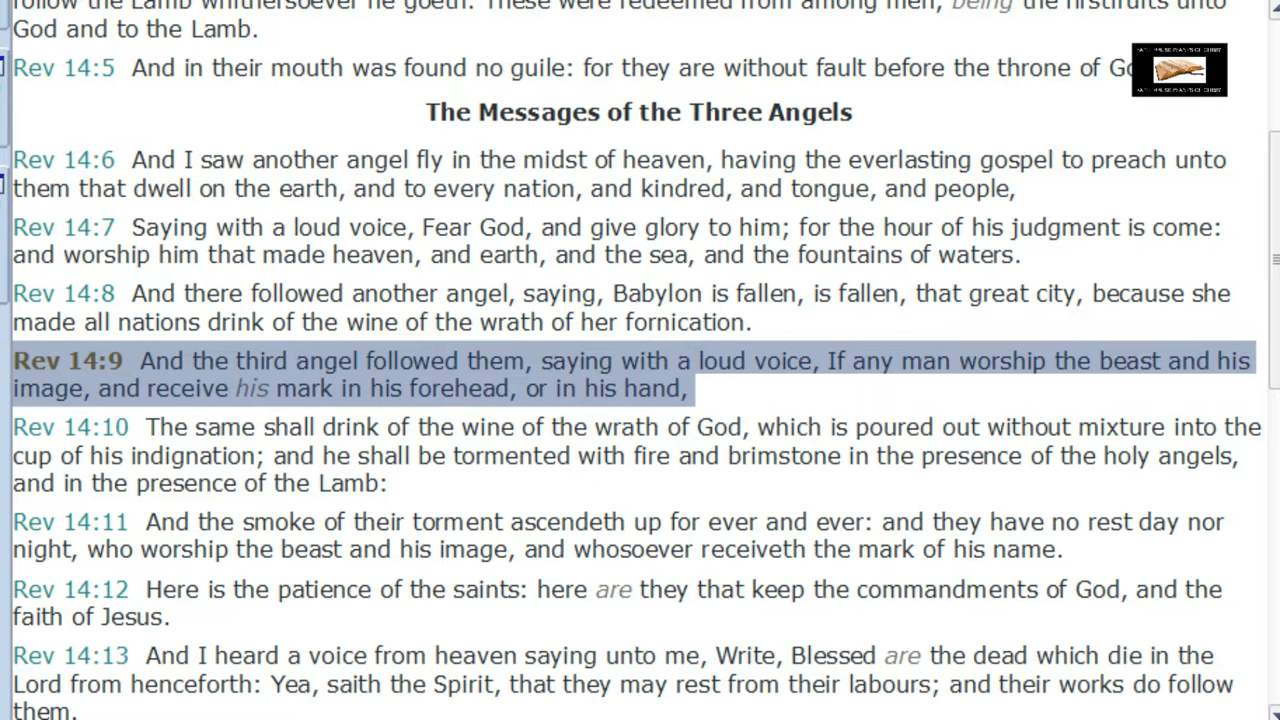 follow the Lamb whithersoever he goeth. These were redeemed from among men, being the firstfruits unto
God and to the Lamb.
Rev 14:5 And in their mouth was found no guile: for they are without fault before the throne of
The Messages of the Three Angels
Rev 14:6 And I saw another angel fly in the midst of heaven, having the everlasting gospel to preach unto
them that dwell on the earth, and to every nation, and kindred, and tongue, and people,
Rev 14:7 Saying with a loud voice, Fear God, and give glory to him; for the hour of his judgment is come:
and worship him that made heaven, and earth, and the sea, and the fountains of waters.
Rev 14:8 And there followed another angel, saying, Babylon is fallen, is fallen, that great city, because she
made all nations drink of the wine of the wrath of her fornication.
Rev 14:9 And the third angel followed them, saying with a loud voice, If any man worship the beast and his
image, and receive his mark in his forehead, or in his hand,
Rev 14:10 The same shall drink of the wine of the wrath of God, which is poured out without mixture into the
cup of his indignation; and he shall be tormented with fire and brimstone in the presence of the holy angels,
and in the presence of the Lamb:
Rev 14:11 And the smoke of their torment ascendeth up for ever and ever: and they have no rest day nor
night, who worship the beast and his image, and whosoever receiveth the mark of his name.
Rev 14:12 Here is the patience of the saints: here are they that keep the commandments of God, and the
faith of Jesus.
Rev 14:13 And I heard a voice from heaven saying unto me, Write, Blessed are the dead which die in the
Lord from henceforth: Yea, saith the Spirit, that they may rest from their labours; and their works do follow
them.